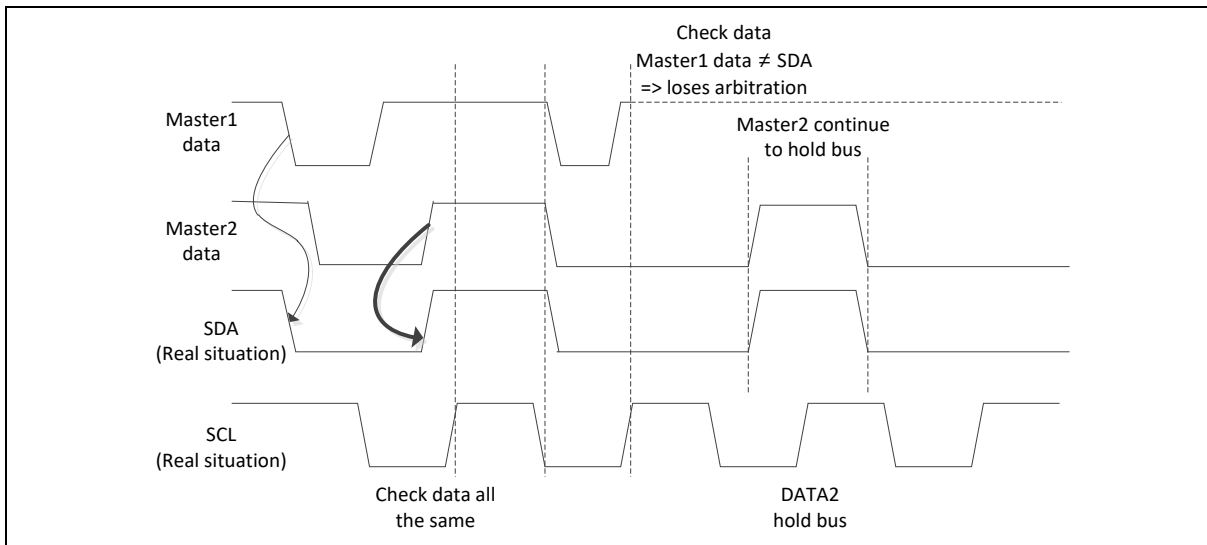 Check data
Master1 data ≠ SDA
=> loses arbitration
Master1
data
Master2 continue
to hold bus
Master2
data
SDA
(Real situation)
SCL
(Real situation)
Check data all
the same
DATA2
hold bus